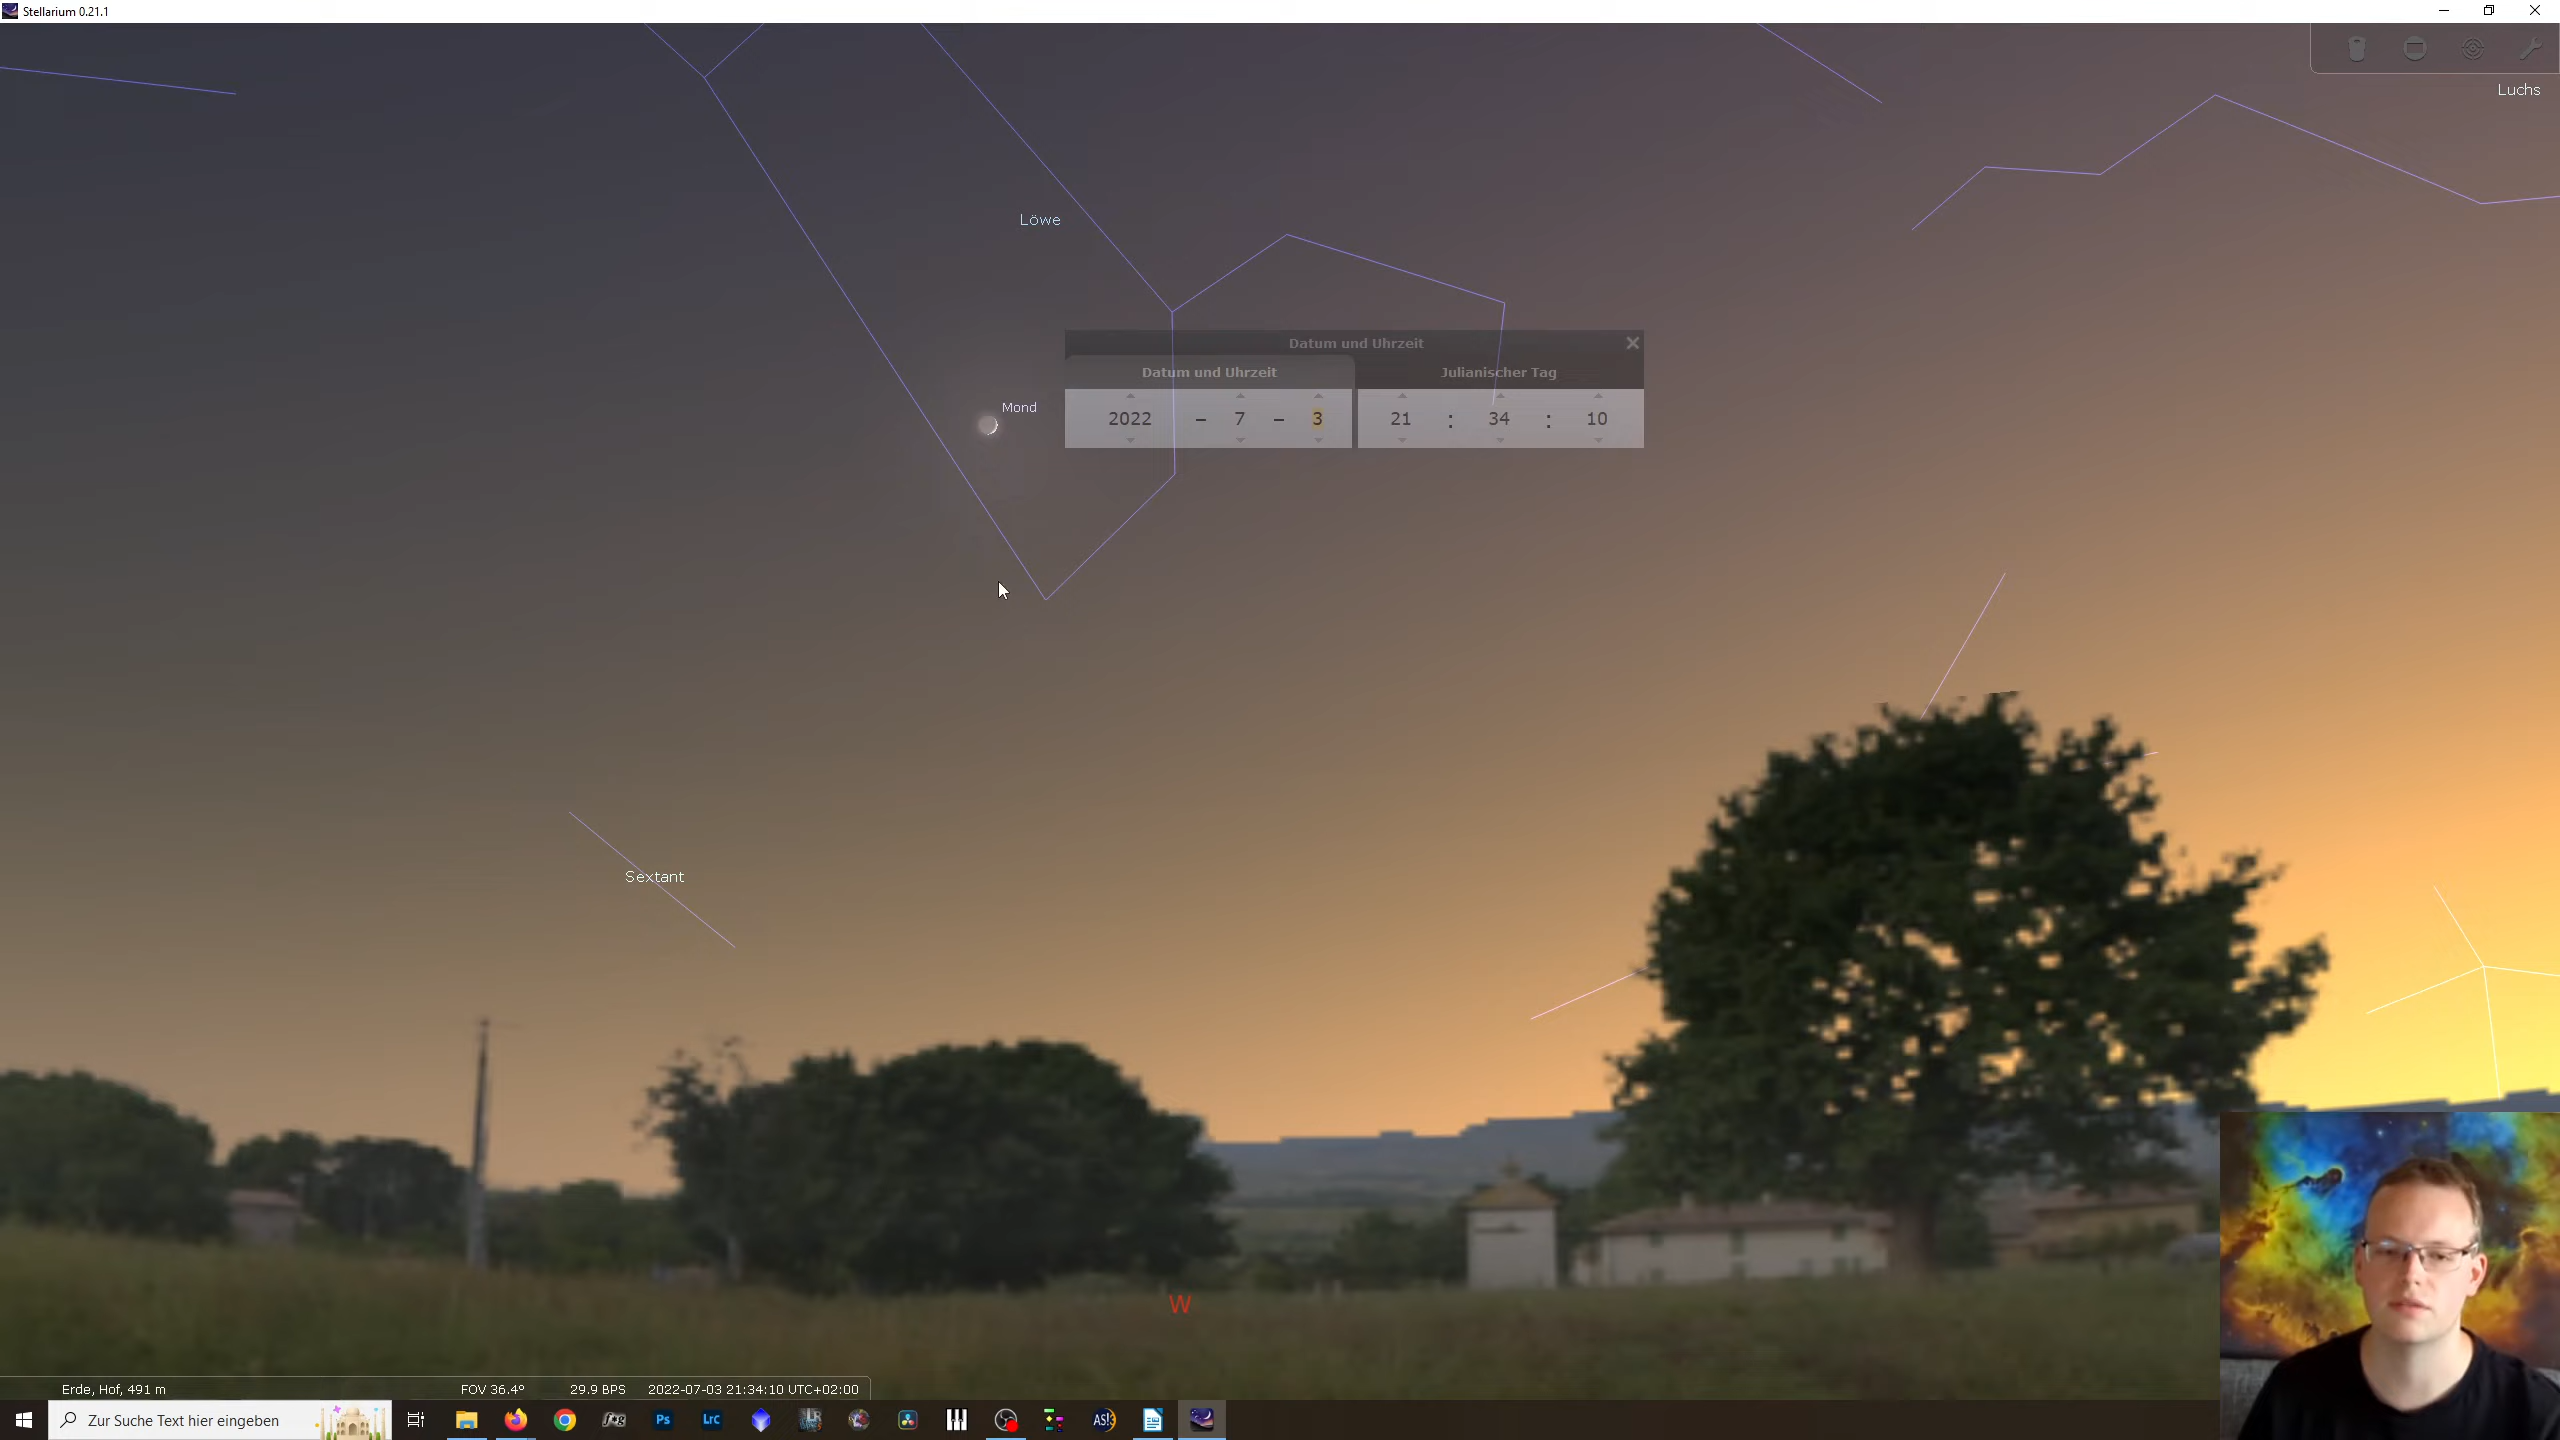 Stellarium 0.21.1
Luchs
Löwe
Datum und Uhrzeit
Datum und Uhrzeit
Julianischer Tag
Mond
2022 – 7 – 3
21 : 34 : 10
Sextant
W
Erde, Hof, 491 m
FOV 36.4°
29.9 BPS
2022-07-03 21:34:10 UTC+02:00
Zur Suche Text hier eingeben
Ps
Lrc
AS!